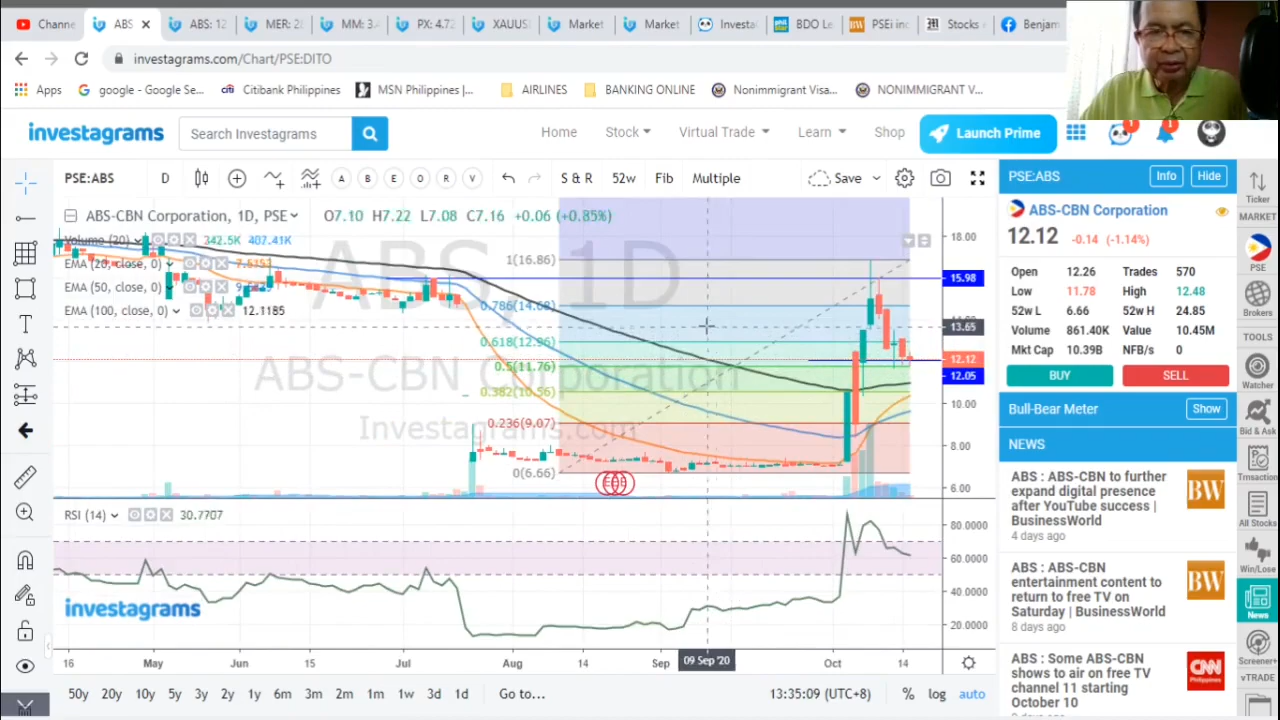 Channe
ABS
ABS: 12
MER: 28
MM: 3.4
PX: 4.72
XAUUS
Market
Market
Investa
BDO Le
PSEi in
Stocks
Benjam
investagrams.com/Chart/PSE:DITO
Apps
google - Google Se...
Citibank Philippines
MSN Philippines |...
AIRLINES
BANKING ONLINE
Nonimmigrant Visa...
NONIMMIGRANT V...
investagrams
Search Investagrams
Home
Stock
Virtual Trade
Learn
Shop
Launch Prime
1
1
PSE:ABS
D
A
B
E
O
R
V
S & R
52w
Fib
Multiple
Save
ABS-CBN Corporation, 1D, PSE
O7.10 H7.22 L7.08 C7.16 +0.06 (+0.85%)
Volume (20)
407.41K
EMA (20, close, 0)
EMA (50, close, 0)
EMA (100, close, 0)
12.1185
ABS, 1D
ABS-CBN Corporation
Investagrams.com
1(16.86)
0.786(14.68)
0.618(12.96)
0.5(11.76)
0.382(10.56)
0.236(9.07)
0(6.66)
18.00
15.98
13.65
12.12
12.05
10.00
8.00
6.00
RSI (14)
30.7707
80.0000
60.0000
40.0000
20.0000
investagrams
16
May
Jun
15
Jul
Aug
14
Sep
09 Sep '20
Oct
14
50y
20y
10y
5y
3y
2y
1y
6m
3m
2m
1m
1w
3d
1d
Go to...
13:35:09 (UTC+8)
%
log
auto
PSE:ABS
Info
Hide
ABS-CBN Corporation
12.12 -0.14 (-1.14%)
Open 12.26 Trades 570
Low 11.78 High 12.48
52w L 6.66 52w H 24.85
Volume 861.40K Value 10.45M
Mkt Cap 10.39B NFB/s 0
BUY
SELL
Bull-Bear Meter
Show
NEWS
ABS : ABS-CBN to further
expand digital presence
after YouTube success |
BusinessWorld
4 days ago
BW
ABS : ABS-CBN
entertainment content to
return to free TV on
Saturday | BusinessWorld
8 days ago
BW
ABS : Some ABS-CBN
shows to air on free TV
channel 11 starting
October 10
CNN
Philippines
Ticker
MARKET
PSE
Brokers
TOOLS
Watcher
Bid & Ask
Trnsaction
All Stocks
Win/Lose
News
Screener+
vTRADE